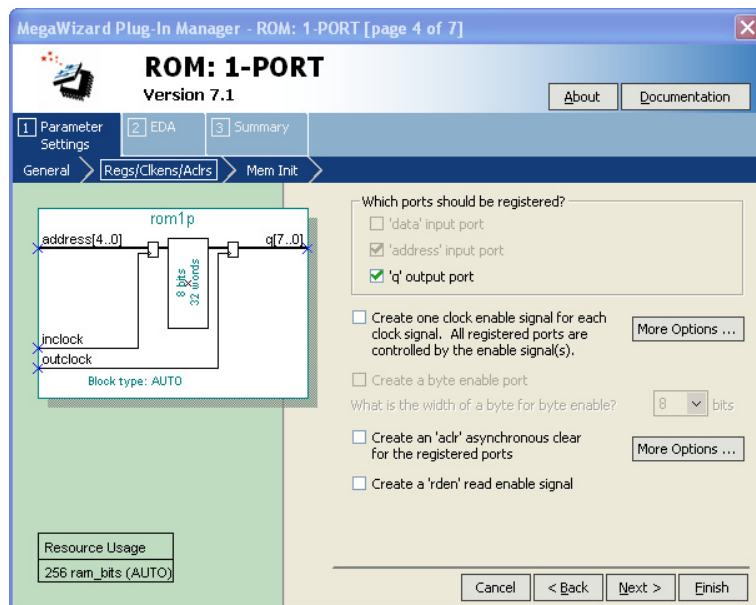 MegaWizard Plug-In Manager - ROM: 1-PORT [page 4 of 7]
ROM: 1-PORT
Version 7.1
About
Documentation
1 Parameter Settings
2 EDA
3 Summary
General
Regs/Clkens/Aclrs
Mem Init
rom1p
address[4..0]
q[7..0]
8 bits
32 words
inclock
outclock
Block type: AUTO
Which ports should be registered?
'data' input port
'address' input port
'q' output port
Create one clock enable signal for each
clock signal. All registered ports are
controlled by the enable signal(s).
More Options ...
Create a byte enable port
What is the width of a byte for byte enable?
8
bits
Create an 'aclr' asynchronous clear
for the registered ports
More Options ...
Create a 'rden' read enable signal
Resource Usage
256 ram_bits (AUTO)
Cancel
< Back
Next >
Finish